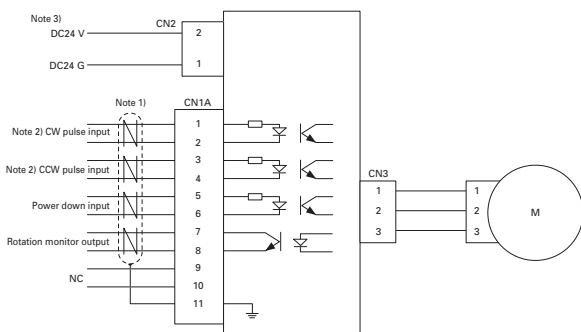 Note 3)
DC24 V
CN2
2
DC24 G
1
Note 1)
CN1A
Note 2) CW pulse input
1
2
Note 2) CCW pulse input
3
4
Power down input
5
6
Rotation monitor output
7
8
NC
9
10
11
CN3
1
2
3
1
2
3
M